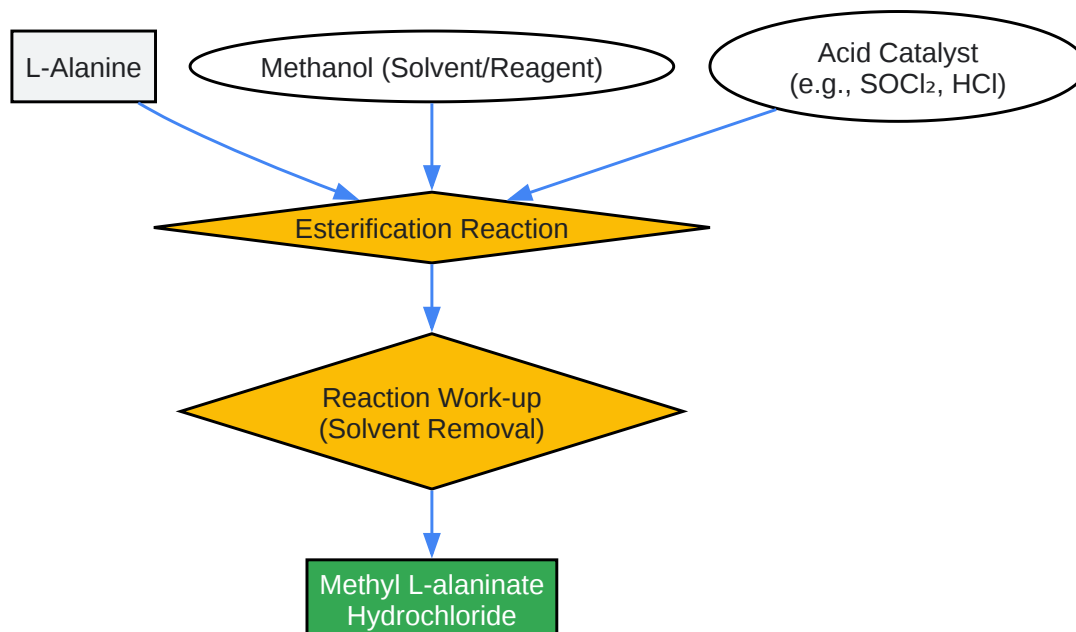 L-Alanine
Methanol (Solvent/Reagent)
Acid Catalyst
(e.g., SOCl₂, HCl)
Esterification Reaction
Reaction Work-up
(Solvent Removal)
Methyl L-alaninate
Hydrochloride